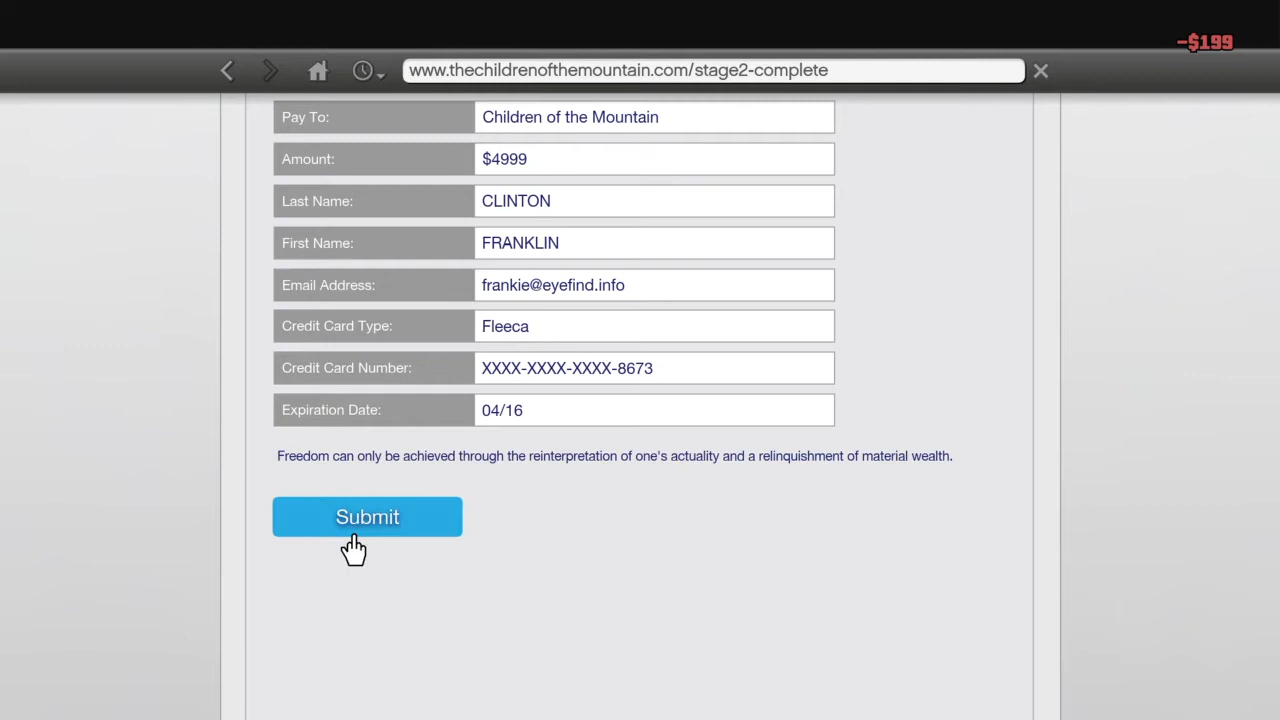 -$199
www.thechildrenofthemountain.com/stage2-complete
Pay To: Children of the Mountain
Amount: $4999
Last Name: CLINTON
First Name: FRANKLIN
Email Address: frankie@eyefind.info
Credit Card Type: Fleeca
Credit Card Number: XXXX-XXXX-XXXX-8673
Expiration Date: 04/16
Freedom can only be achieved through the reinterpretation of one's actuality and a relinquishment of material wealth.
Submit